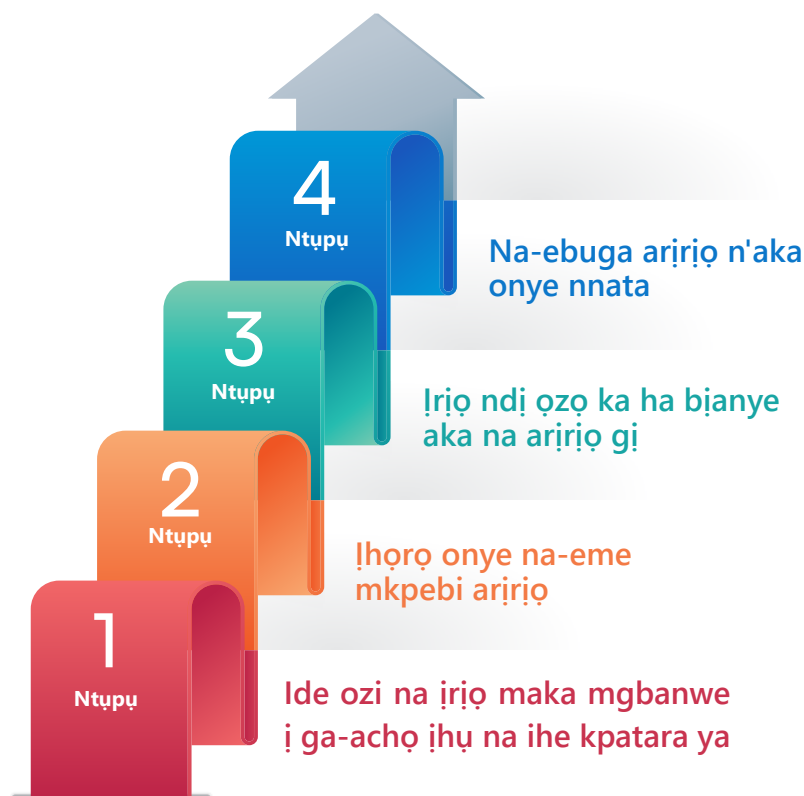 4
Ntụpụ
Na-ebuga arịrịọ n'aka
onye nnata
3
Ntụpụ
Ịrịọ ndị ọzọ ka ha bịanye
aka na arịrịọ gị
2
Ntụpụ
Ịhọrọ onye na-eme
mkpebi arịrịọ
1
Ntụpụ
Ide ozi na ịrịọ maka mgbanwe
ị ga-achọ ịhụ na ihe kpatara ya